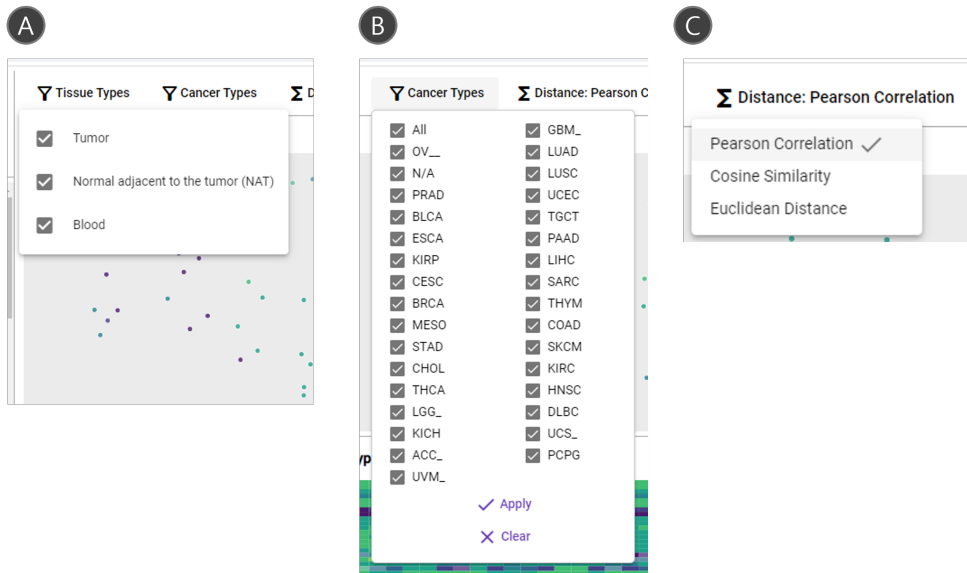 A
Tissue Types
Cancer Types
Σ D
Tumor
Normal adjacent to the tumor (NAT)
Blood
B
Cancer Types
Σ Distance: Pearson C
All
OV__
N/A
PRAD
BLCA
ESCA
KIRP
CESC
BRCA
MESO
STAD
CHOL
THCA
LGG_
KICH
ACC_
UVM_
GBM_
LUAD
LUSC
UCEC
TGCT
PAAD
LIHC
SARC
THYM
COAD
SKCM
KIRC
HNSC
DLBC
UCS_
PCPG
yp
Apply
Clear
C
Σ Distance: Pearson Correlation
Pearson Correlation
Cosine Similarity
Euclidean Distance